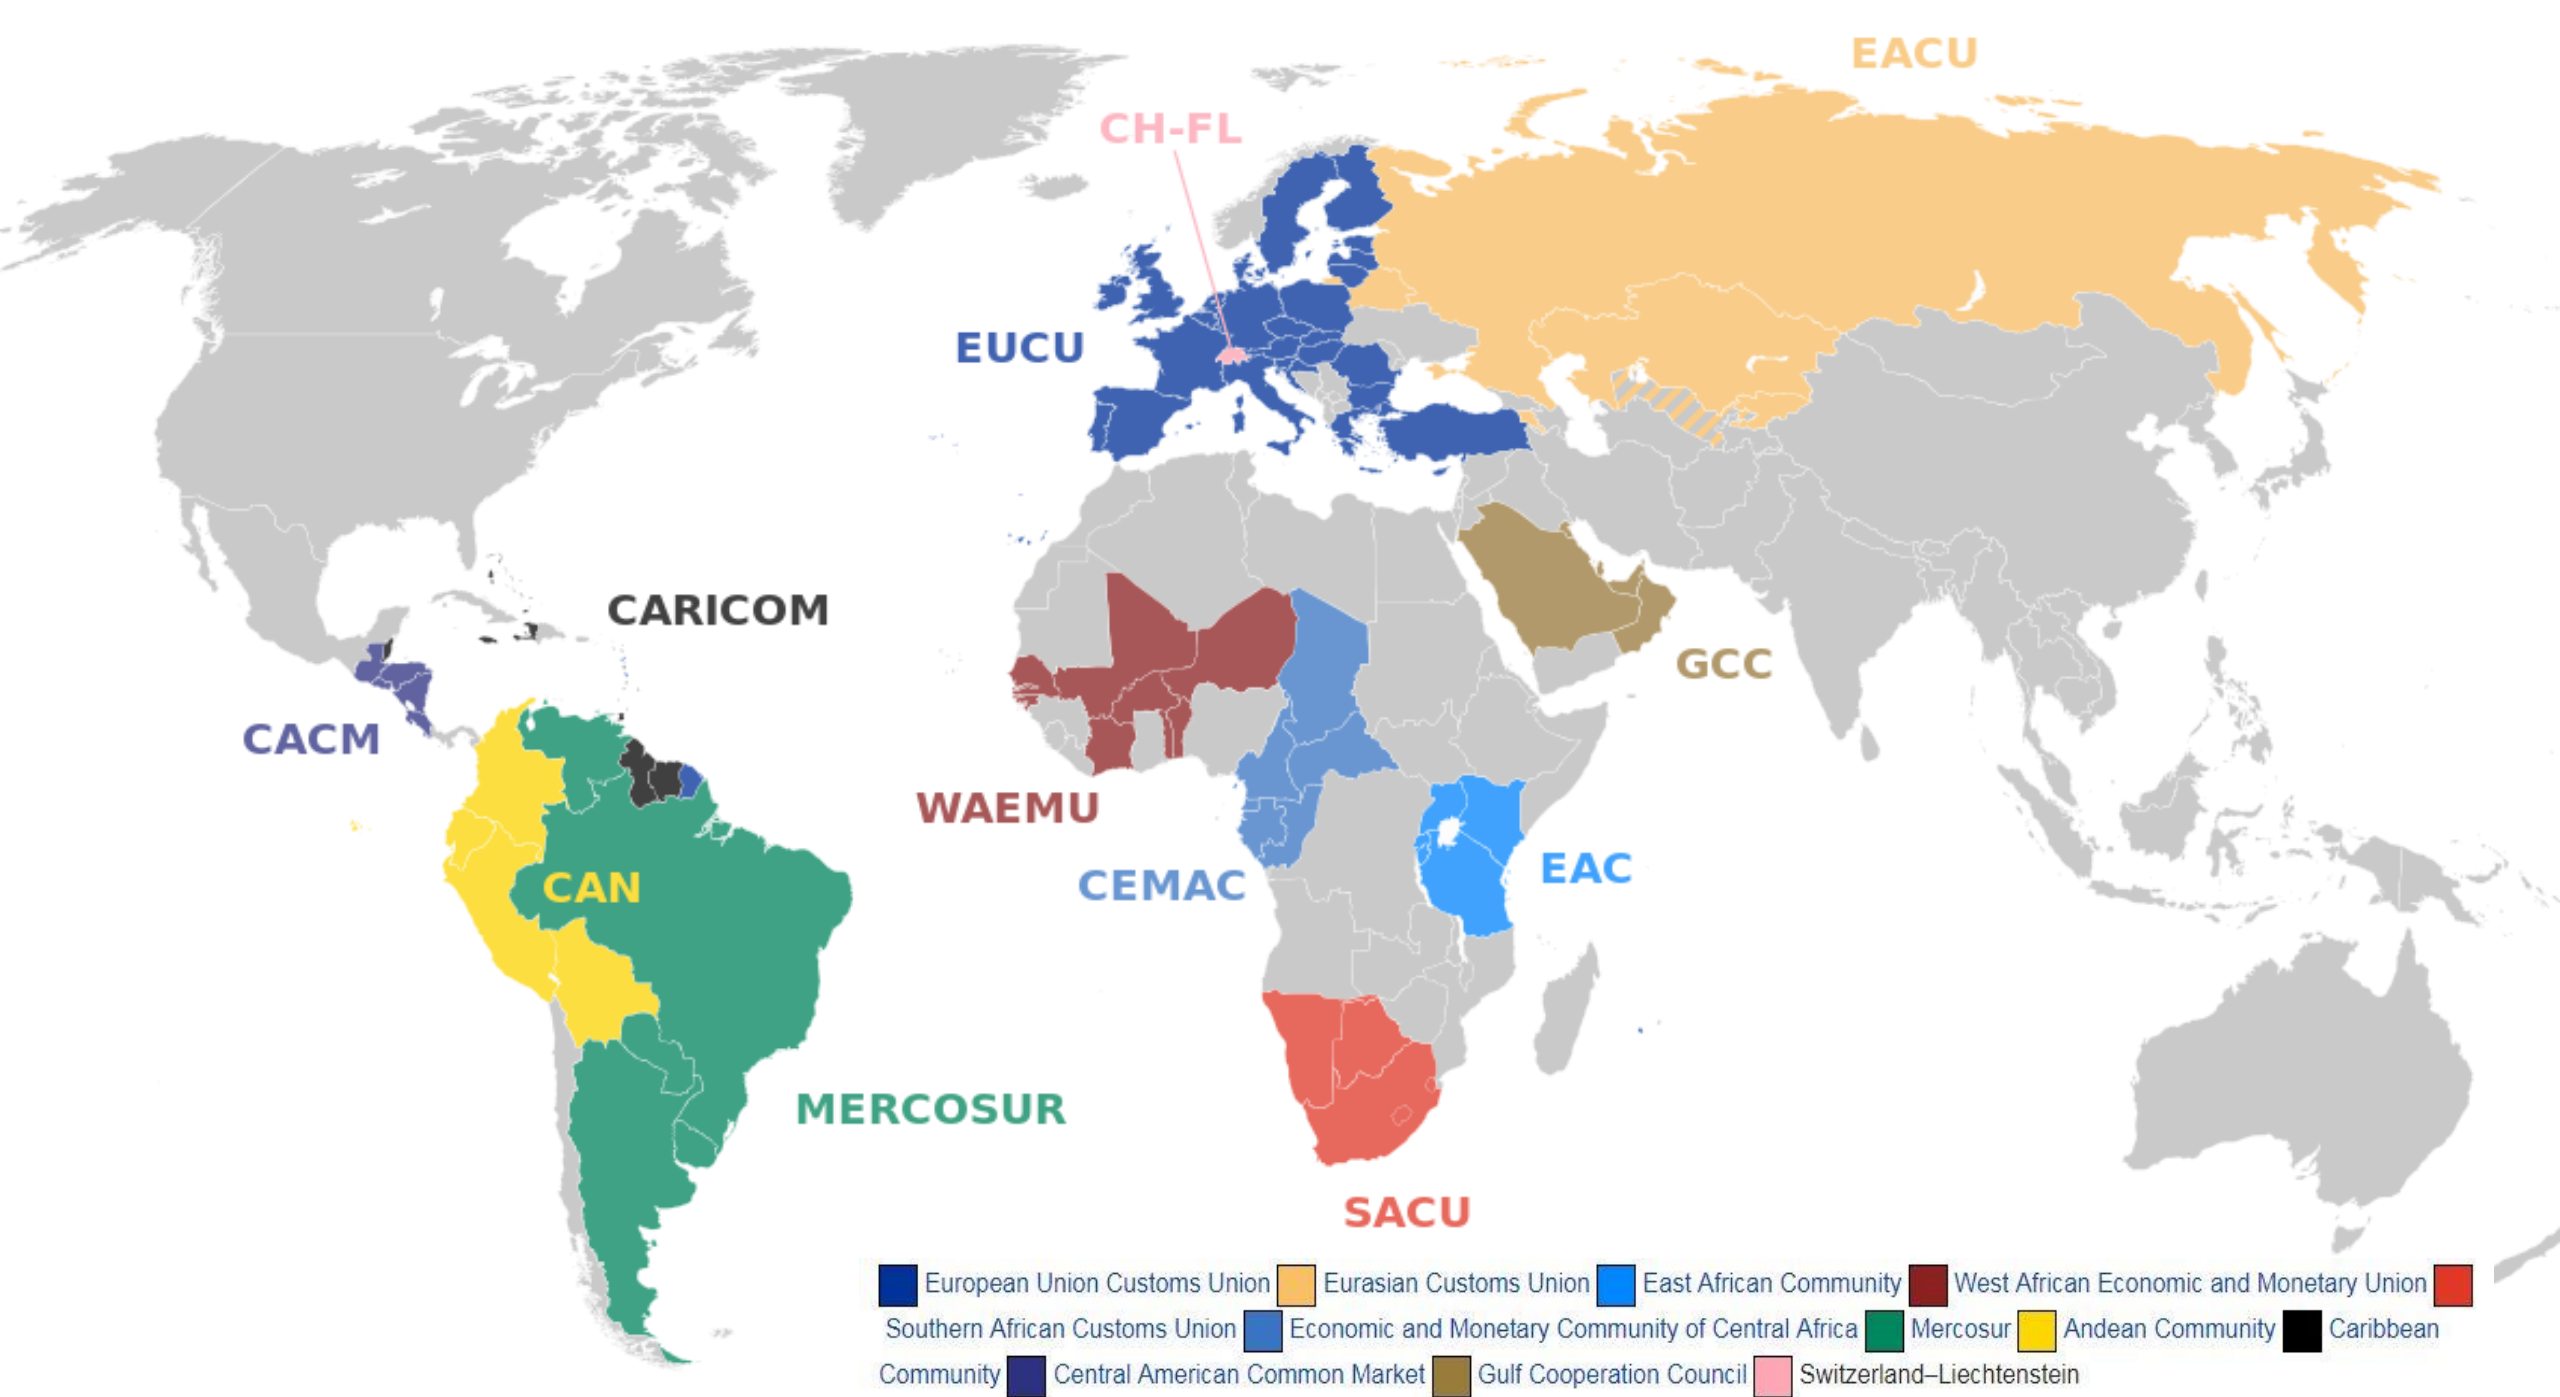 EACU
CH-FL
EUCU
CARICOM
GCC
CACM
WAEMU
EAC
CEMAC
CAN
MERCOSUR
SACU
European Union Customs Union Eurasian Customs Union East African Community West African Economic and Monetary Union
Southern African Customs Union Economic and Monetary Community of Central Africa Mercosur Andean Community Caribbean
Community Central American Common Market Gulf Cooperation Council Switzerland–Liechtenstein